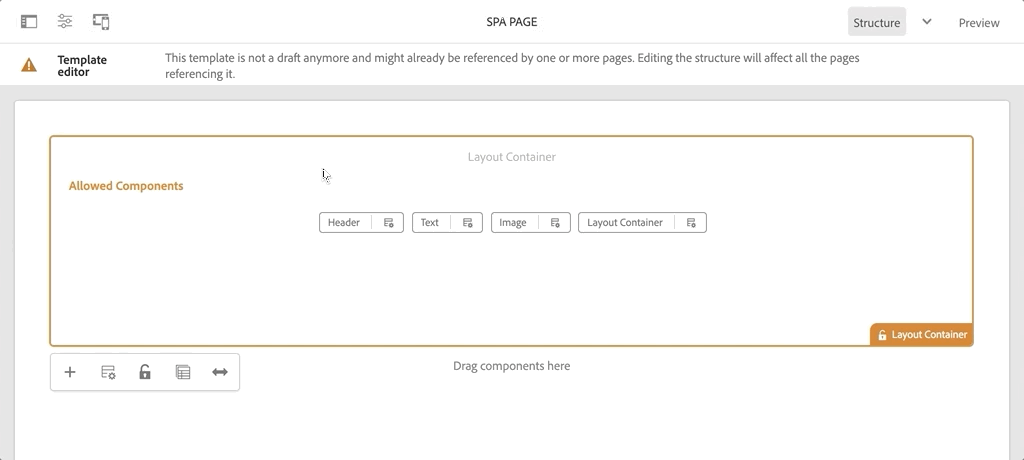 SPA PAGE
Structure
Preview
Template
editor
This template is not a draft anymore and might already be referenced by one or more pages. Editing the structure will affect all the pages
referencing it.
Layout Container
Allowed Components
Header
Text
Image
Layout Container
Layout Container
Drag components here